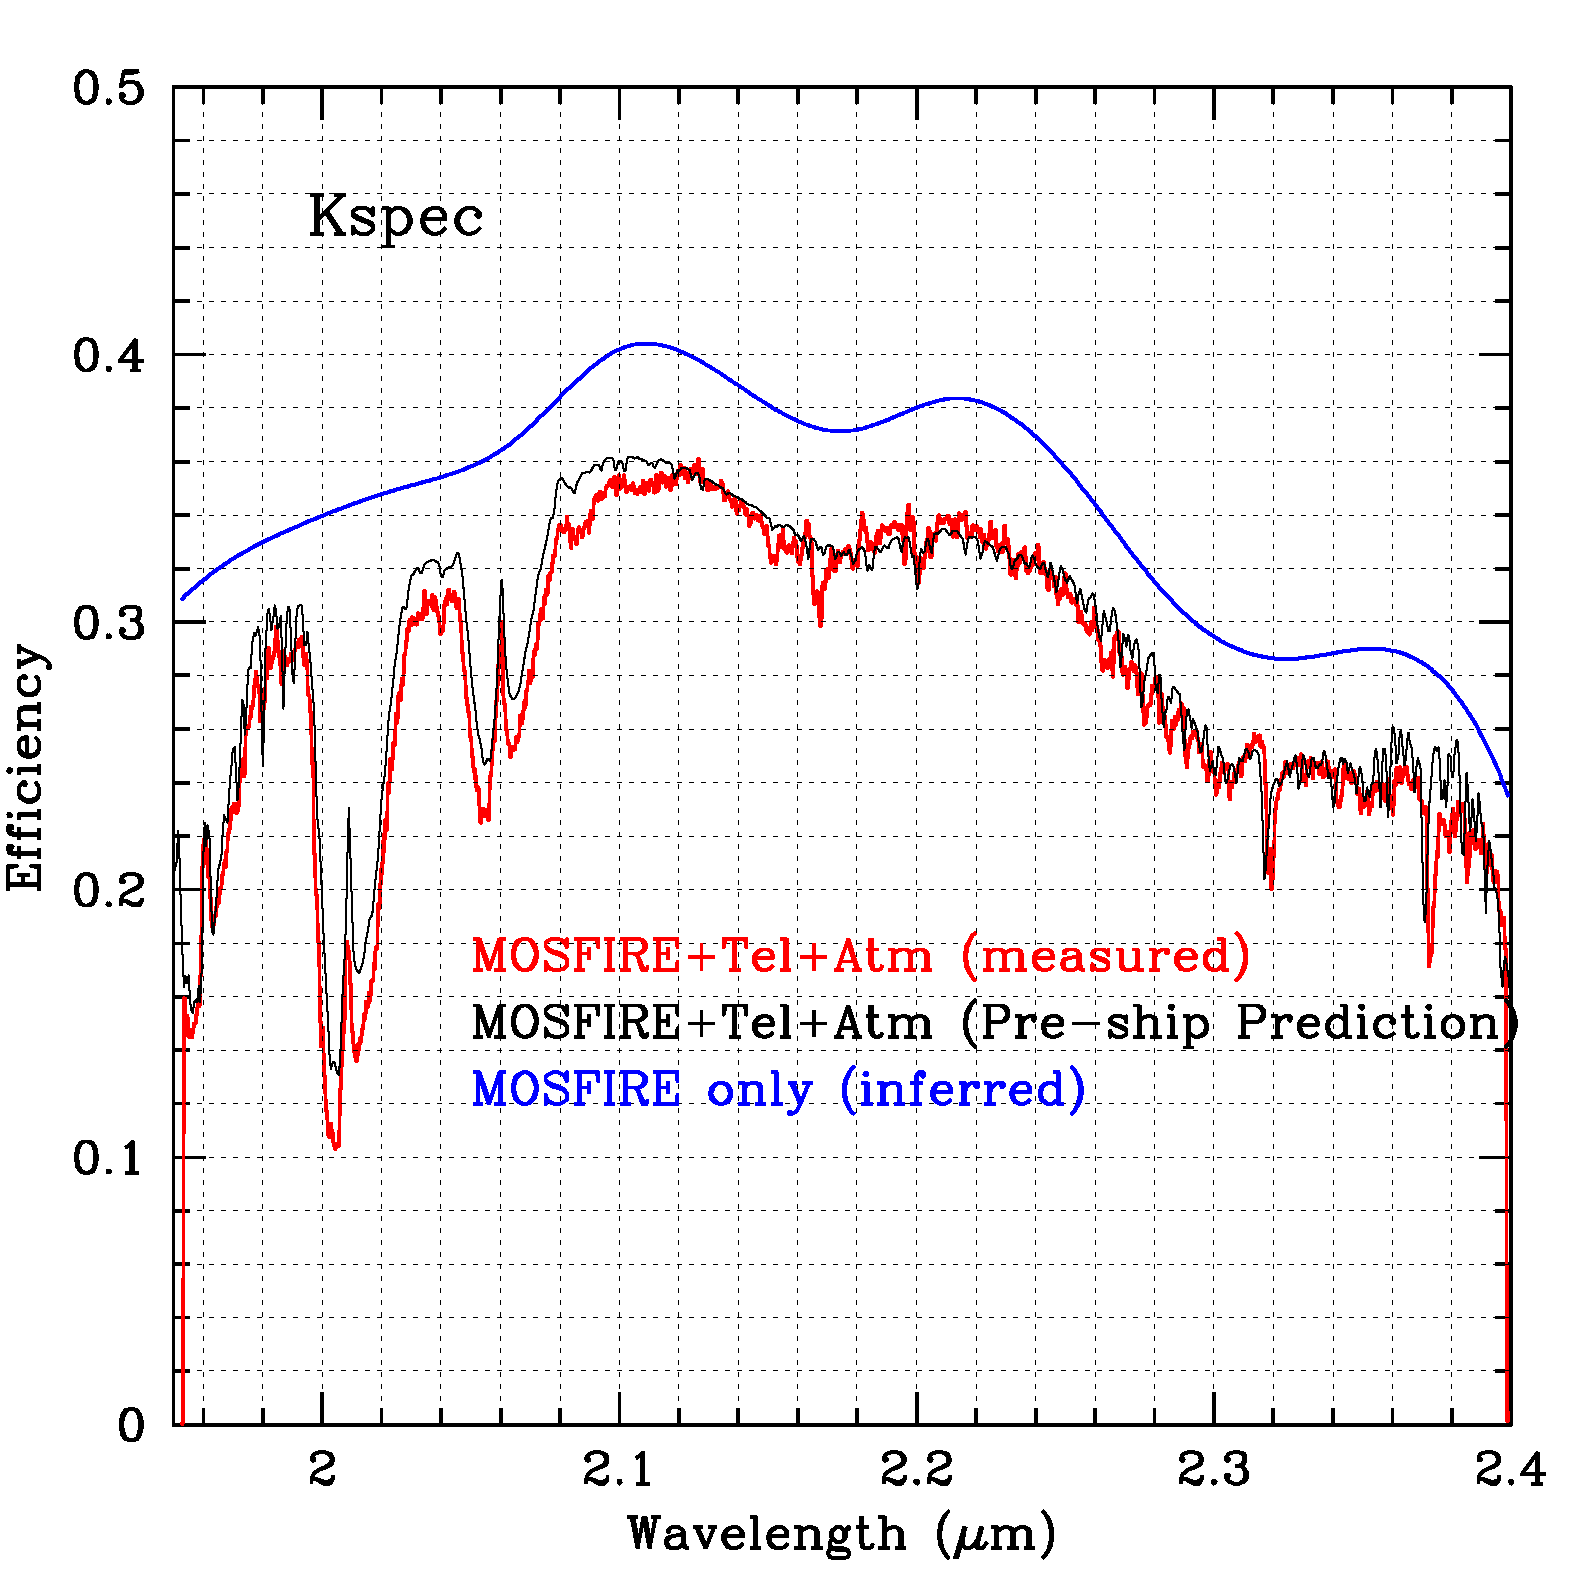 0.5
Kspec
0.4
0.3
Efficiency
0.2
MOSFIRE+Tel+Atm (measured)
MOSFIRE+Tel+Atm (Pre-ship Prediction)
MOSFIRE only (inferred)
0.1
0
2 2.1 2.2 2.3 2.4
Wavelength (μm)